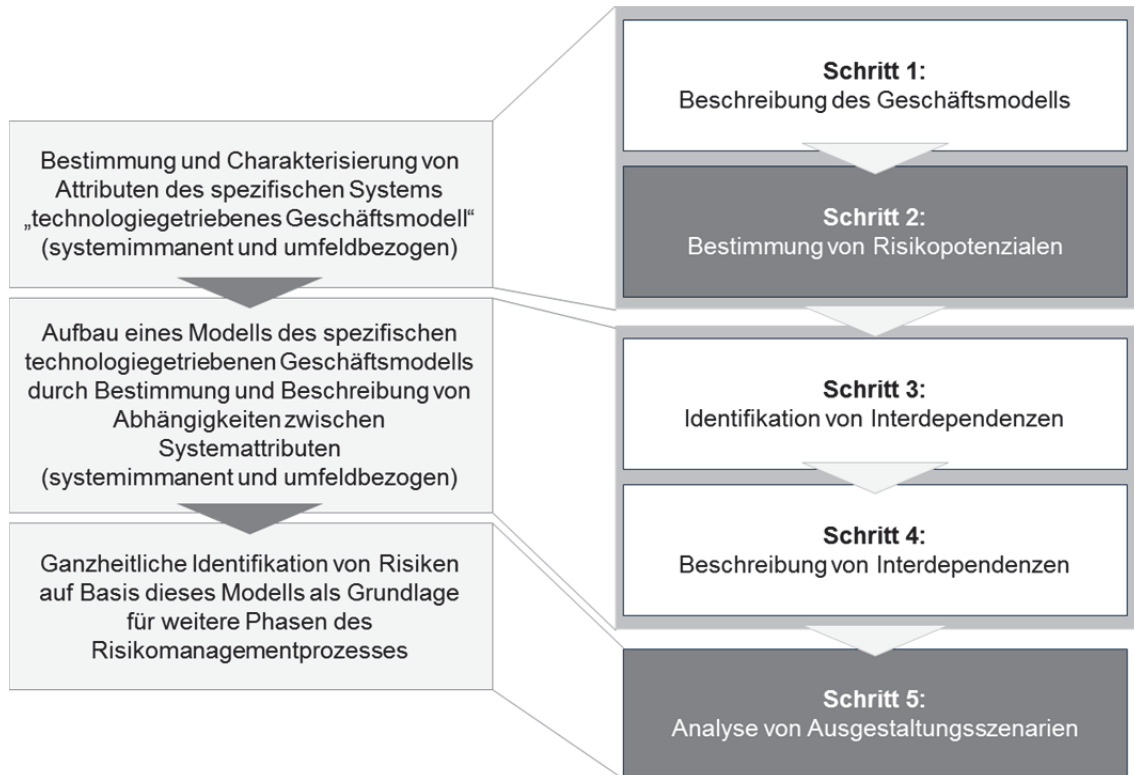 Bestimmung und Charakterisierung von
Attributen des spezifischen Systems
„technologiegetriebenes Geschäftsmodell“
(systemimmanent und umfeldbezogen)
Aufbau eines Modells des spezifischen
technologiegetriebenen Geschäftsmodells
durch Bestimmung und Beschreibung von
Abhängigkeiten zwischen
Systemattributen
(systemimmanent und umfeldbezogen)
Ganzheitliche Identifikation von Risiken
auf Basis dieses Modells als Grundlage
für weitere Phasen des
Risikomanagementprozesses
Schritt 1:
Beschreibung des Geschäftsmodells
Schritt 2:
Bestimmung von Risikopotenzialen
Schritt 3:
Identifikation von Interdependenzen
Schritt 4:
Beschreibung von Interdependenzen
Schritt 5:
Analyse von Ausgestaltungsszenarien